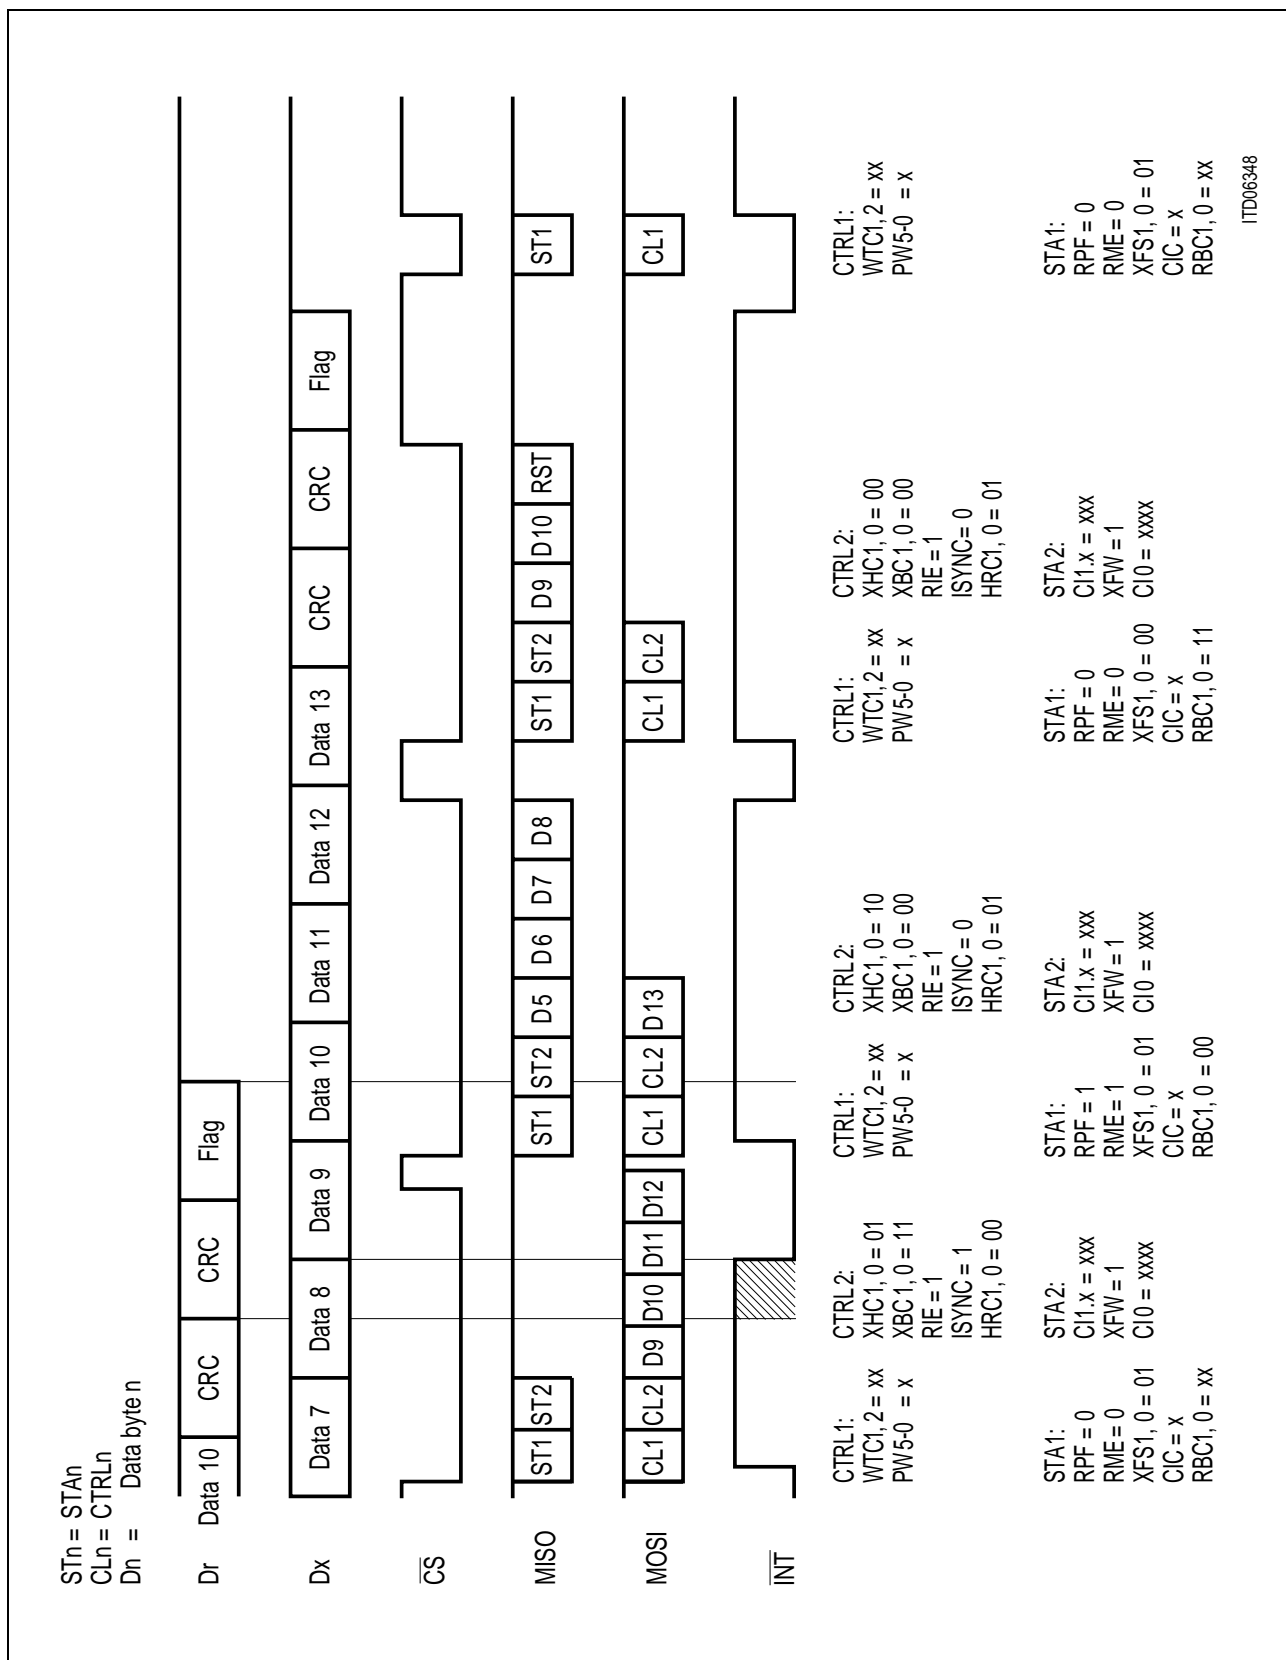 STn = STAn
CLn = CTRLn
Dn = Data byte n
Dr Data 10 CRC CRC Flag
Dx Data 7 Data 8 Data 9 Data 10 Data 11 Data 12 Data 13 CRC CRC Flag
C̅S̅
MISO ST1 ST2 ST1 ST2 D5 D6 D7 D8 ST1 ST2 D9 D10 RST ST1
MOSI CL1 CL2 D9 D10 D11 D12 CL1 CL2 D13 CL1 CL2 CL1
I̅N̅T̅
CTRL1:
WTC1, 2 = xx
PW5-0 = x
CTRL2:
XHC1, 0 = 01
XBC1, 0 = 11
RIE = 1
ISYNC = 1
HRC1, 0 = 00
CTRL1:
WTC1, 2 = xx
PW5-0 = x
CTRL2:
XHC1, 0 = 10
XBC1, 0 = 00
RIE = 1
ISYNC = 0
HRC1, 0 = 01
CTRL1:
WTC1, 2 = xx
PW5-0 = x
CTRL2:
XHC1, 0 = 00
XBC1, 0 = 00
RIE = 1
ISYNC = 0
HRC1, 0 = 01
CTRL1:
WTC1, 2 = xx
PW5-0 = x
STA1:
RPF = 0
RME = 0
XFS1, 0 = 01
CIC = x
RBC1, 0 = xx
STA2:
CI1.x = xxx
XFW = 1
CI0 = xxxx
STA1:
RPF = 1
RME = 1
XFS1, 0 = 01
CIC = x
RBC1, 0 = 00
STA2:
CI1.x = xxx
XFW = 1
CI0 = xxxx
STA1:
RPF = 0
RME = 0
XFS1, 0 = 00
CIC = x
RBC1, 0 = 11
STA2:
CI1.x = xxx
XFW = 1
CI0 = xxxx
STA1:
RPF = 0
RME = 0
XFS1, 0 = 01
CIC = x
RBC1, 0 = xx
ITD06348